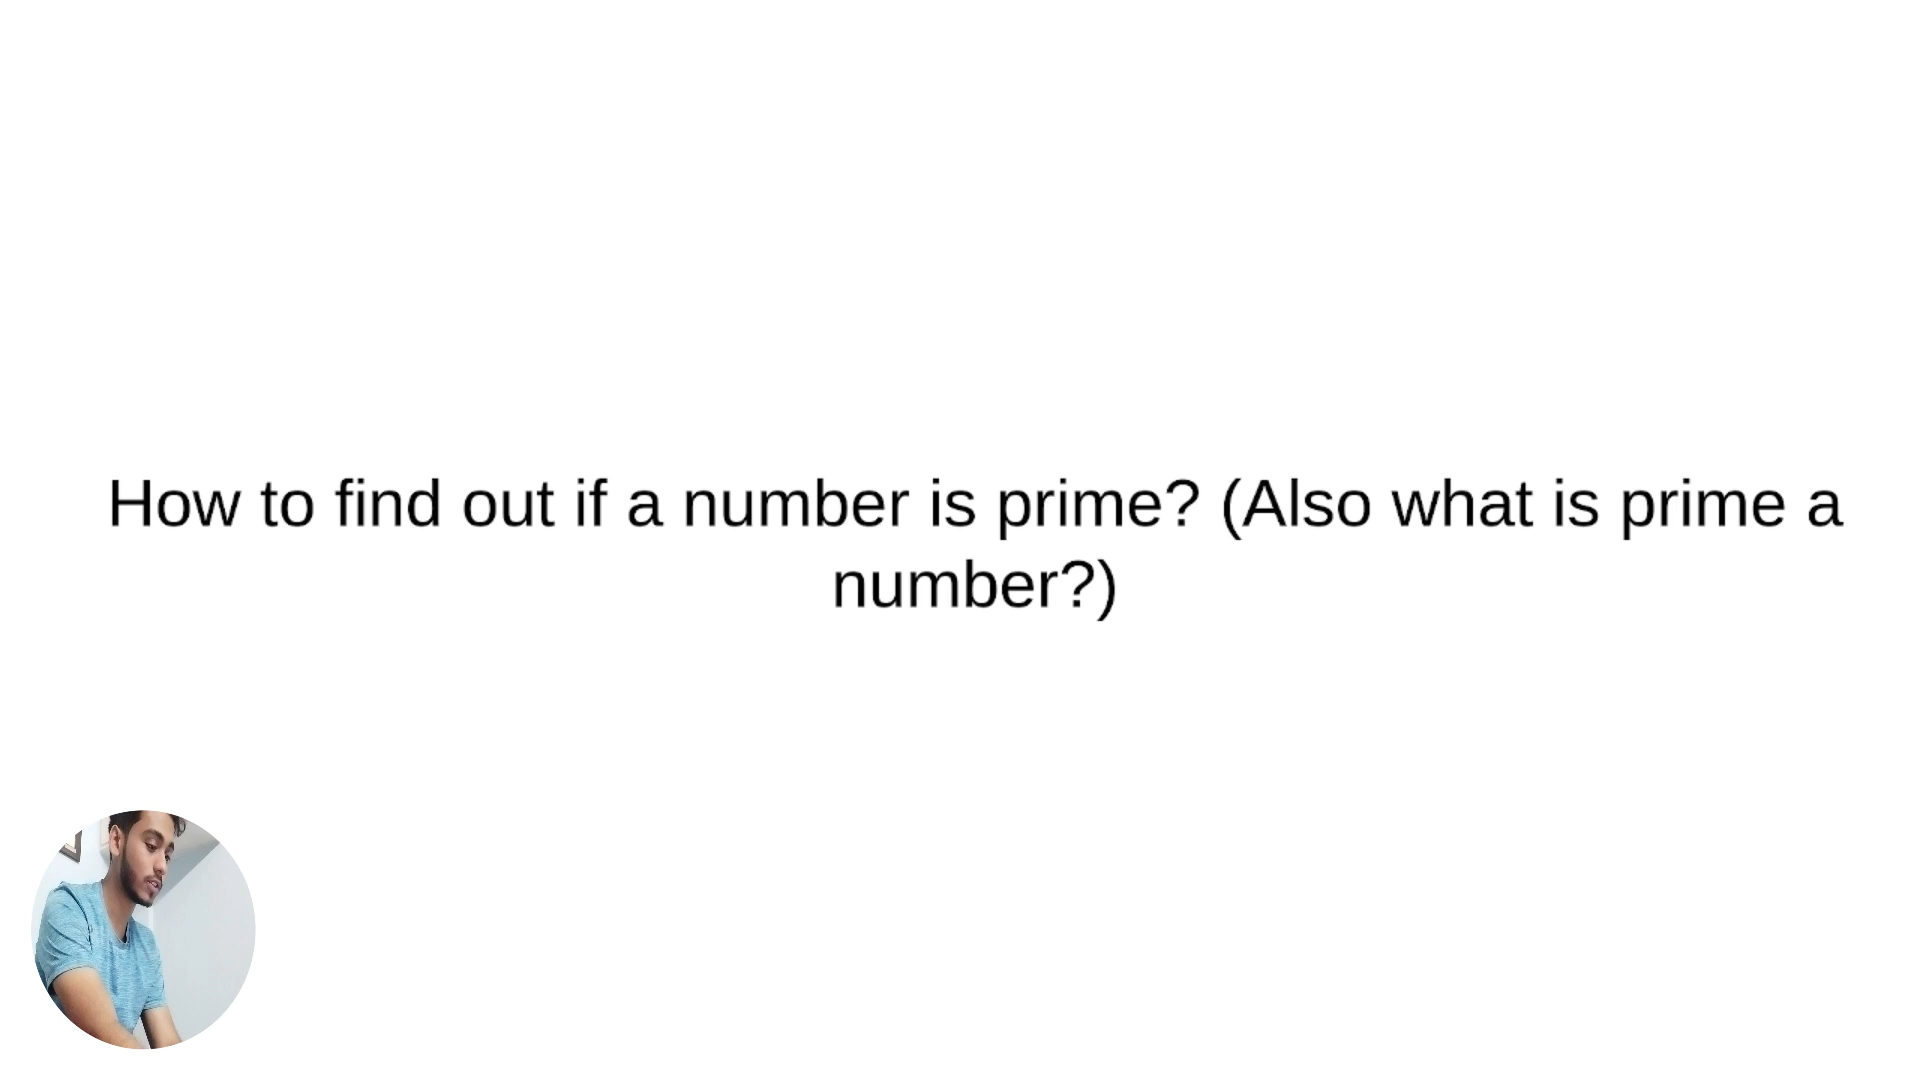 How to find out if a number is prime? (Also what is prime a
number?)